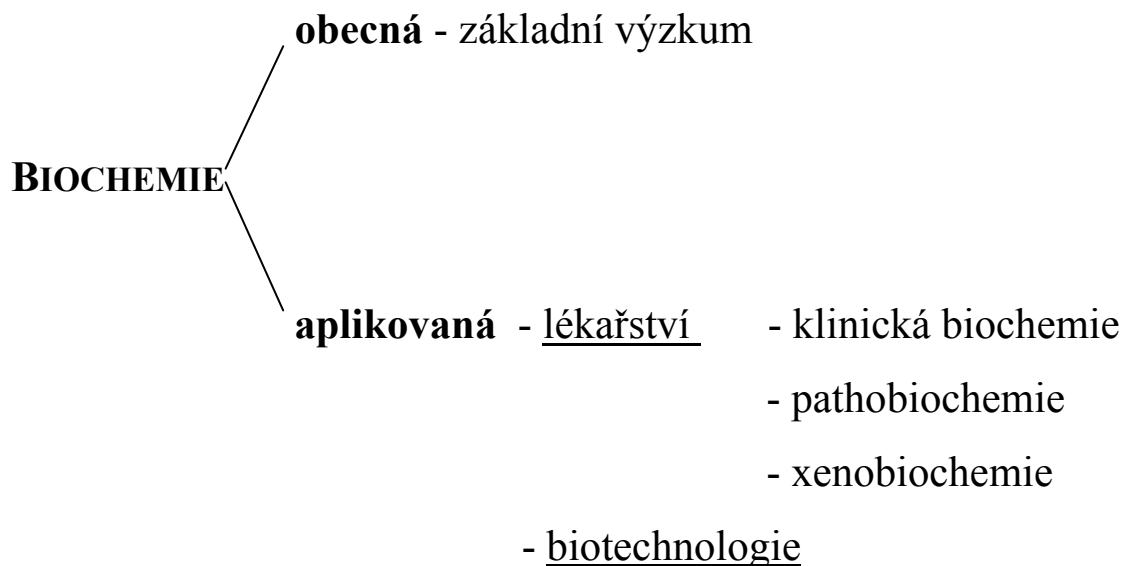 obecná - základní výzkum
BIOCHEMIE
aplikovaná - lékařství - klinická biochemie
- pathobiochemie
- xenobiochemie
- biotechnologie